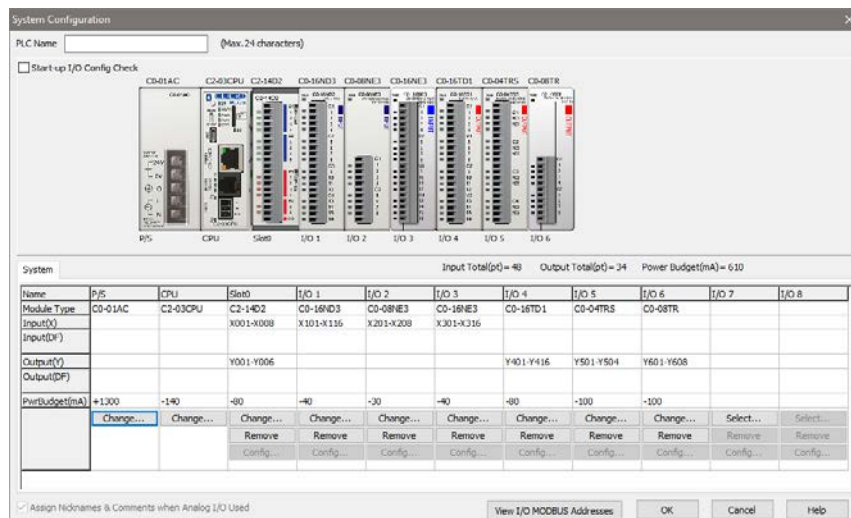 System Configuration
PLC Name (Max. 24 characters)
Start-up I/O Config Check
C0-01AC C2-03CPU C2-14D2 C0-16ND3 C0-08NE3 C0-16NE3 C0-16TD1 C0-04TRS C0-08TR
P/S CPU Slot0 I/O 1 I/O 2 I/O 3 I/O 4 I/O 5 I/O 6
System Input Total(pt)= 48 Output Total(pt)= 34 Power Budget(mA)= 610
Name P/S CPU Slot0 I/O 1 I/O 2 I/O 3 I/O 4 I/O 5 I/O 6 I/O 7 I/O 8
Module Type C0-01AC C2-03CPU C2-14D2 C0-16ND3 C0-08NE3 C0-16NE3 C0-16TD1 C0-04TRS C0-08TR
Input(X) X001-X008 X101-X116 X201-X208 X301-X316
Input(DF)
Output(Y) Y001-Y006 Y401-Y416 Y501-Y504 Y601-Y608
Output(DF)
PwrBudget(mA) +1300 -140 -80 -40 -30 -40 -80 -100 -100
Change... Change... Change... Change... Change... Change... Change... Change... Change... Select... Select...
Remove Remove Remove Remove Remove Remove Remove Remove Remove
Config... Config... Config... Config... Config... Config... Config... Config... Config...
Assign Nicknames & Comments when Analog I/O Used View I/O MODBUS Addresses OK Cancel Help